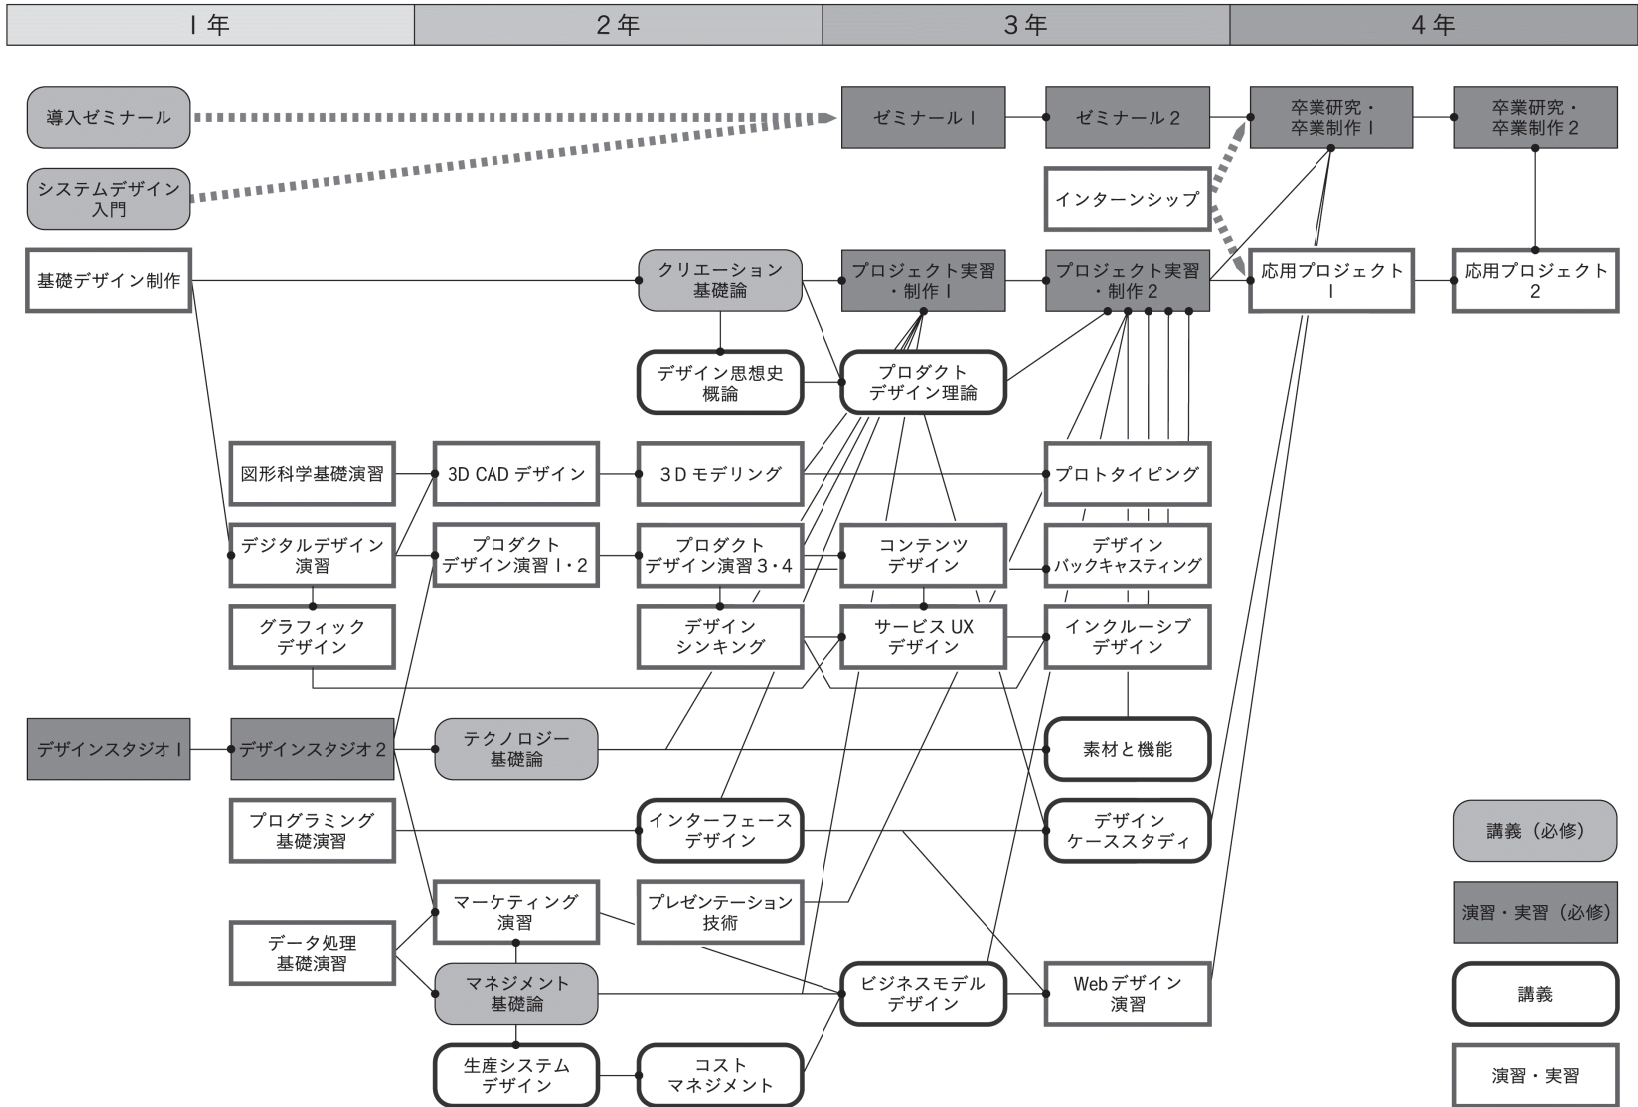 1年
2年
3年
4年
導入ゼミナール
ゼミナール1
ゼミナール2
卒業研究・
卒業制作1
卒業研究・
卒業制作2
システムデザイン
入門
インターンシップ
基礎デザイン制作
クリエーション
基礎論
プロジェクト実習
・制作1
プロジェクト実習
・制作2
応用プロジェクト
1
応用プロジェクト
2
デザイン思想史
概論
プロダクト
デザイン理論
図形科学基礎演習
3D CAD デザイン
3Dモデリング
プロトタイピング
デジタルデザイン
演習
プロダクト
デザイン演習1・2
プロダクト
デザイン演習3・4
コンテンツ
デザイン
デザイン
バックキャスティング
グラフィック
デザイン
デザイン
シンキング
サービス UX
デザイン
インクルーシブ
デザイン
デザインスタジオ1
デザインスタジオ2
テクノロジー
基礎論
素材と機能
プログラミング
基礎演習
インターフェース
デザイン
デザイン
ケーススタディ
講義（必修）
マーケティング
演習
プレゼンテーション
技術
演習・実習（必修）
データ処理
基礎演習
マネジメント
基礎論
ビジネスモデル
デザイン
Webデザイン
演習
講義
生産システム
デザイン
コスト
マネジメント
演習・実習